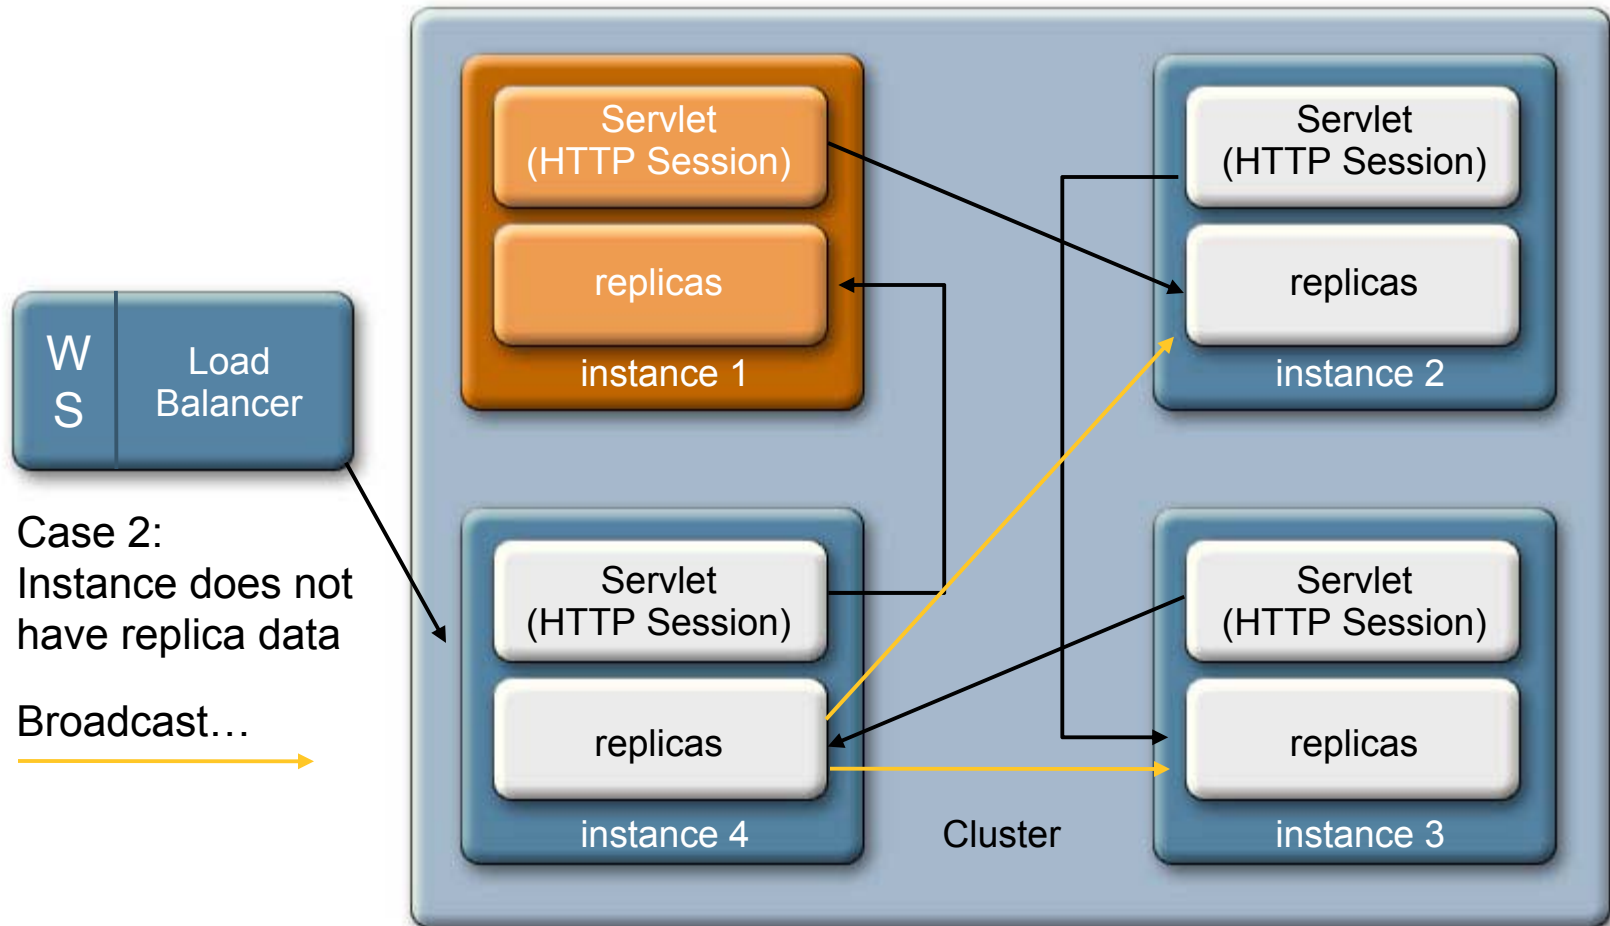 Servlet
(HTTP Session)
replicas
instance 1
Servlet
(HTTP Session)
replicas
instance 2
W
S
Load
Balancer
Case 2:
Instance does not
have replica data
Broadcast…
Servlet
(HTTP Session)
replicas
instance 4
Cluster
Servlet
(HTTP Session)
replicas
instance 3